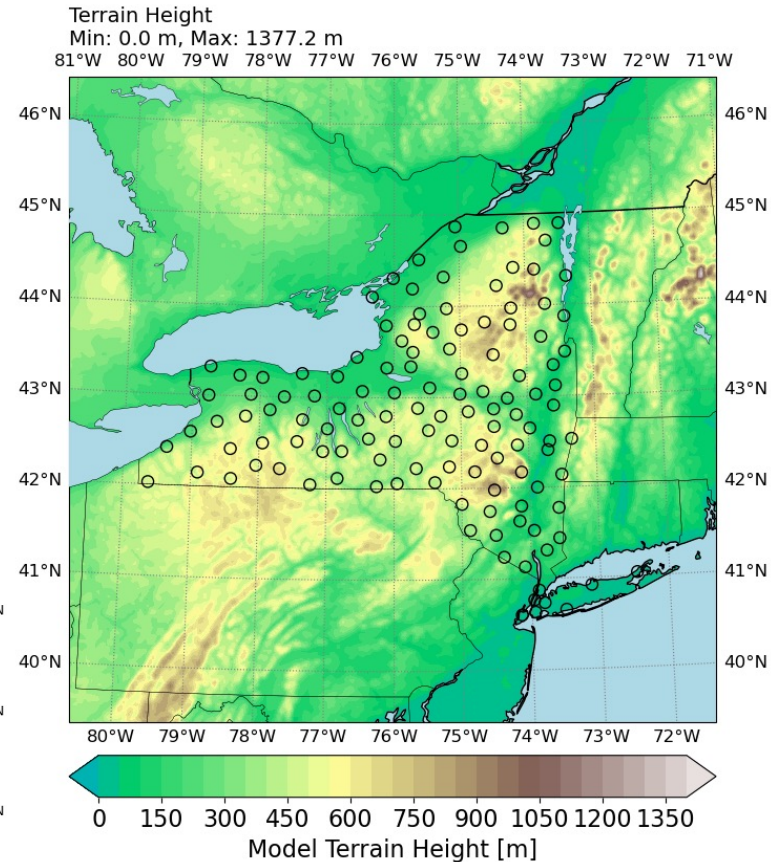 Terrain Height
Min: 0.0 m, Max: 1377.2 m
81°W 80°W 79°W 78°W 77°W 76°W 75°W 74°W 73°W 72°W 71°W
46°N 46°N
45°N 45°N
44°N 44°N
43°N 43°N
42°N 42°N
41°N 41°N
N
40°N 40°N
N
80°W 79°W 78°W 77°W 76°W 75°W 74°W 73°W 72°W
N
0 150 300 450 600 750 900 1050 1200 1350
Model Terrain Height [m]